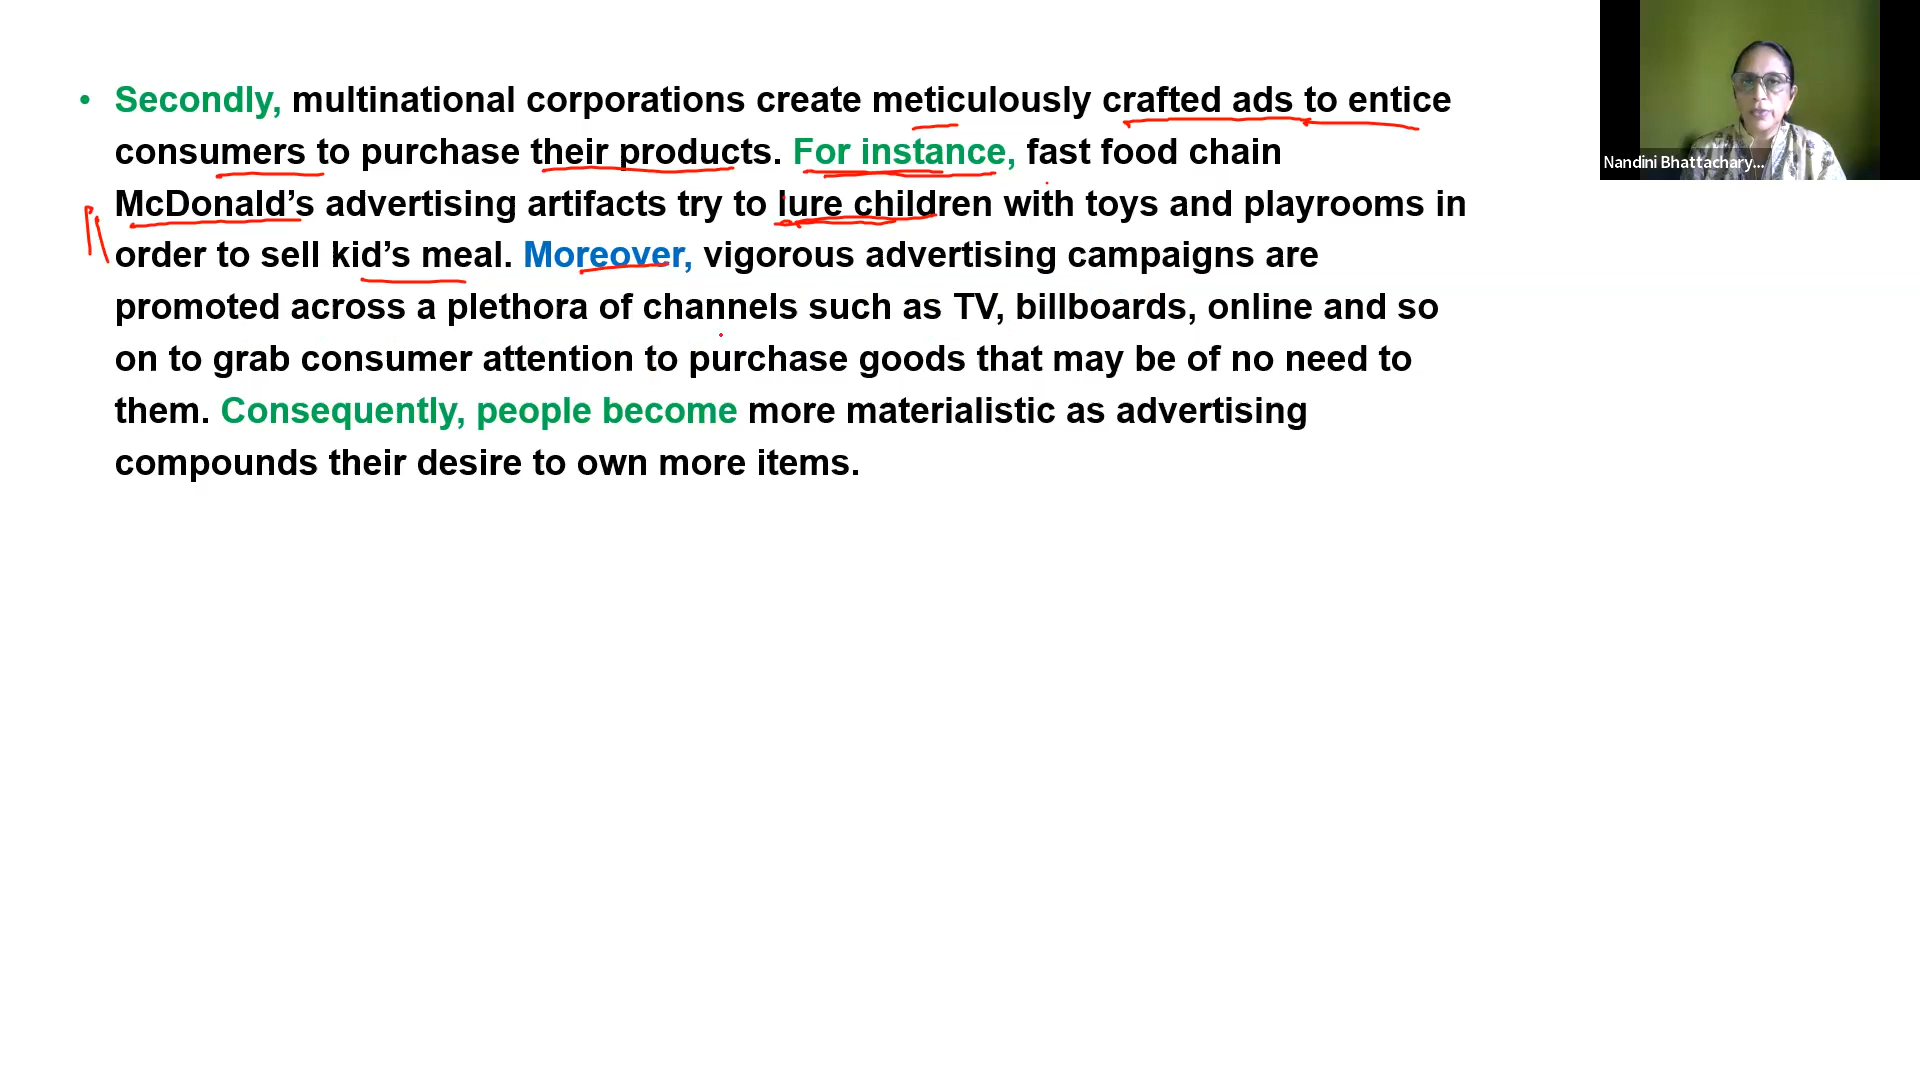 • Secondly, multinational corporations create meticulously crafted ads to entice
consumers to purchase their products. For instance, fast food chain
McDonald’s advertising artifacts try to lure children with toys and playrooms in
order to sell kid’s meal. Moreover, vigorous advertising campaigns are
promoted across a plethora of channels such as TV, billboards, online and so
on to grab consumer attention to purchase goods that may be of no need to
them. Consequently, people become more materialistic as advertising
compounds their desire to own more items.
Nandini Bhattachary...